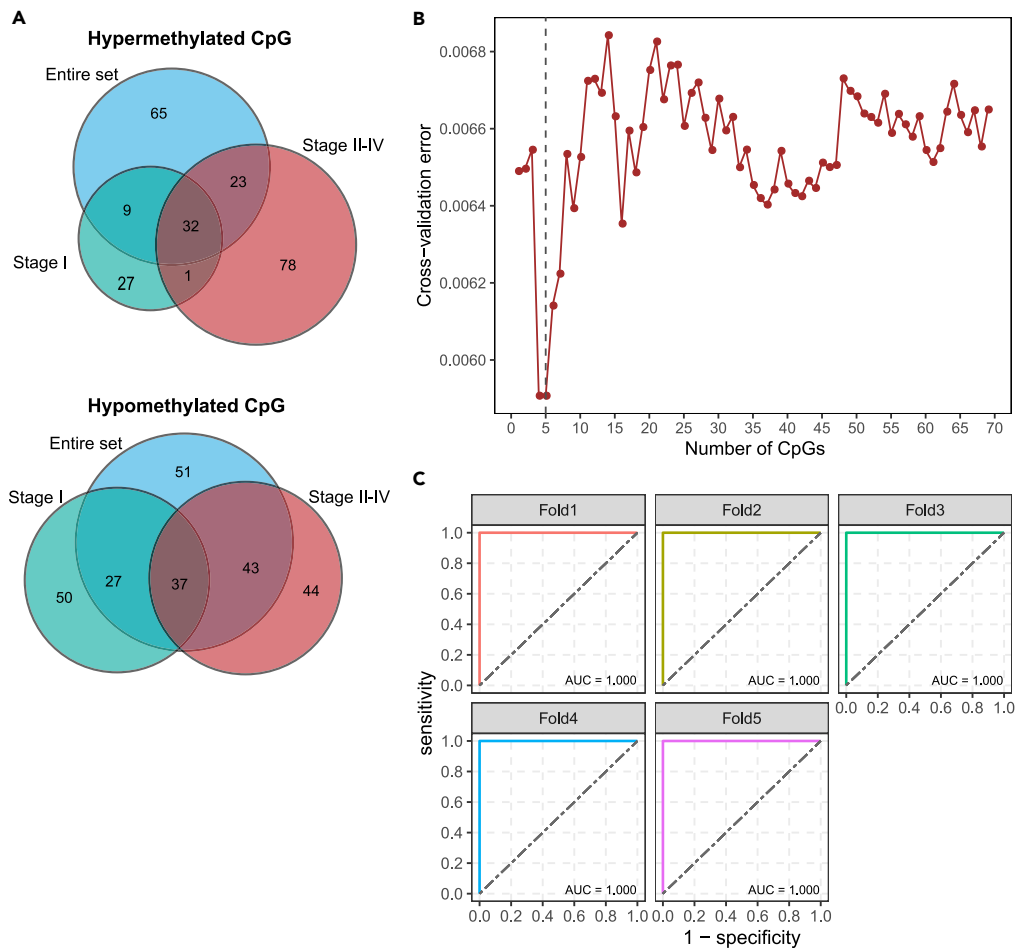 A
Hypermethylated CpG
Entire set
65
Stage II-IV
23
9
32
Stage I
27
1
78
Hypomethylated CpG
Entire set
51
Stage I
Stage II-IV
50
27
37
43
44
B
Cross−validation error
0.0068
0.0066
0.0064
0.0062
0.0060
0 5 10 15 20 25 30 35 40 45 50 55 60 65 70
Number of CpGs
C
sensitivity
Fold1 Fold2 Fold3
1.0
0.8
0.6
0.4
0.2
0.0
AUC = 1.000 AUC = 1.000 AUC = 1.000
0.0 0.2 0.4 0.6 0.8 1.0
Fold4 Fold5
1.0
0.8
0.6
0.4
0.2
0.0
AUC = 1.000 AUC = 1.000
0.0 0.2 0.4 0.6 0.8 1.0 0.0 0.2 0.4 0.6 0.8 1.0
1 − specificity